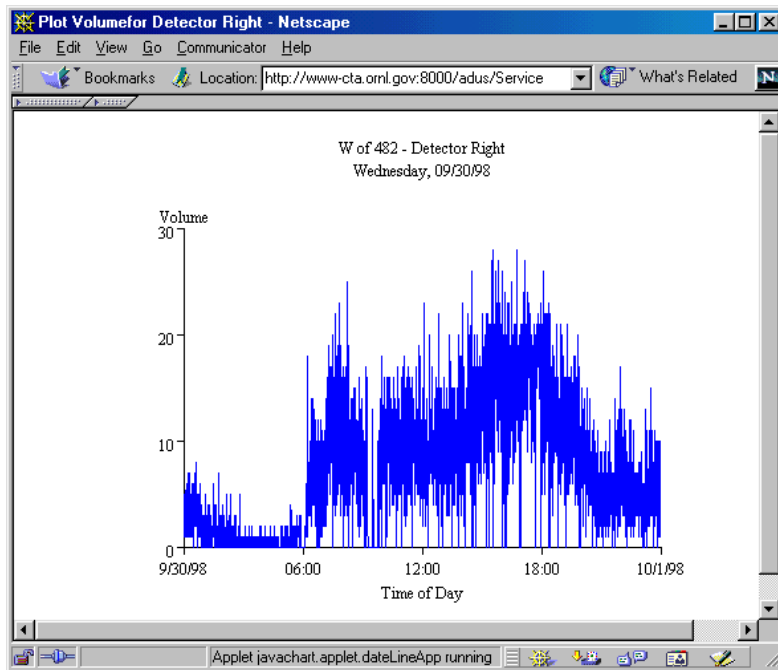 Plot Volumefor Detector Right - Netscape
File Edit View Go Communicator Help
Bookmarks Location: http://www-cta.ornl.gov:8000/adus/Service What's Related N
W of 482 - Detector Right
Wednesday, 09/30/98
Volume
30
20
10
0
9/30/98 06:00 12:00 18:00 10/1/98
Time of Day
Applet javachart.applet.dateLineApp running